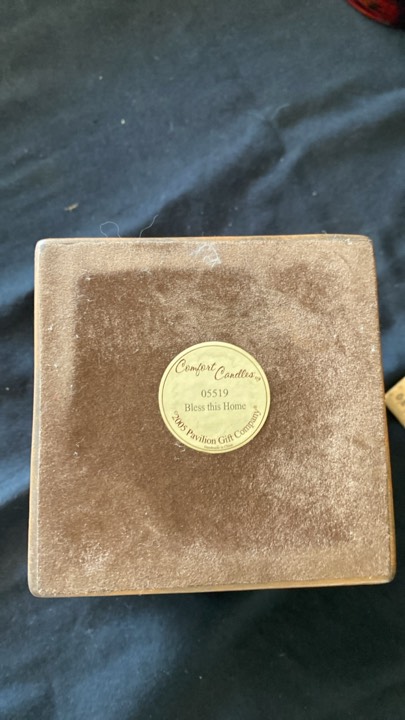 Comfort Candles
05519
Bless this Home
©2005 Pavilion Gift Company®